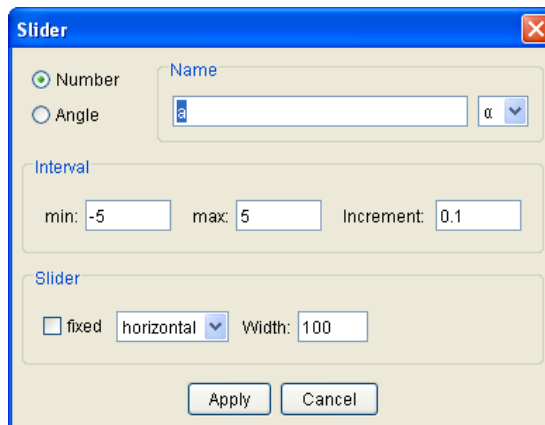 Slider
Number
Angle
Name
a
α
Interval
min: -5 max: 5 Increment: 0.1
Slider
fixed horizontal Width: 100
Apply Cancel